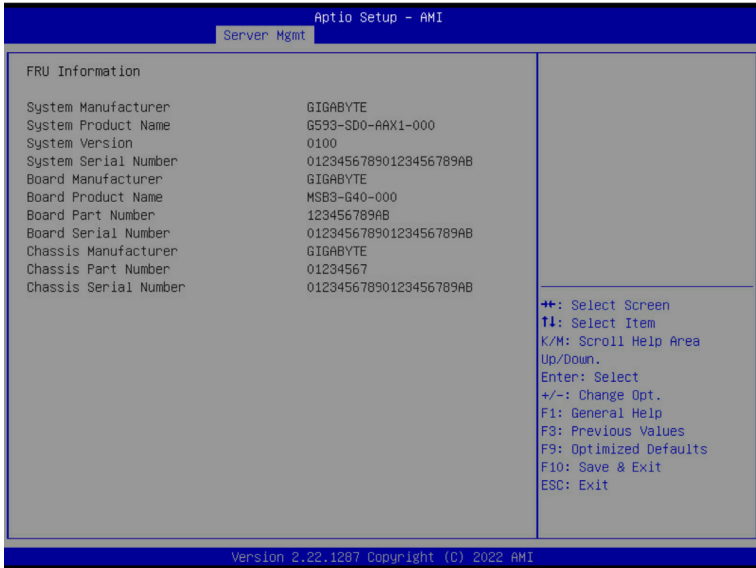 Aptio Setup – AMI
Server Mgmt
FRU Information
System Manufacturer GIGABYTE
System Product Name G593-SD0-AAX1-000
System Version 0100
System Serial Number 01234567890123456789AB
Board Manufacturer GIGABYTE
Board Product Name MSB3-G40-000
Board Part Number 123456789AB
Board Serial Number 01234567890123456789AB
Chassis Manufacturer GIGABYTE
Chassis Part Number 01234567
Chassis Serial Number 01234567890123456789AB
→←: Select Screen
↑↓: Select Item
K/M: Scroll Help Area
Up/Down.
Enter: Select
+/-: Change Opt.
F1: General Help
F3: Previous Values
F9: Optimized Defaults
F10: Save & Exit
ESC: Exit
Version 2.22.1287 Copyright (C) 2022 AMI